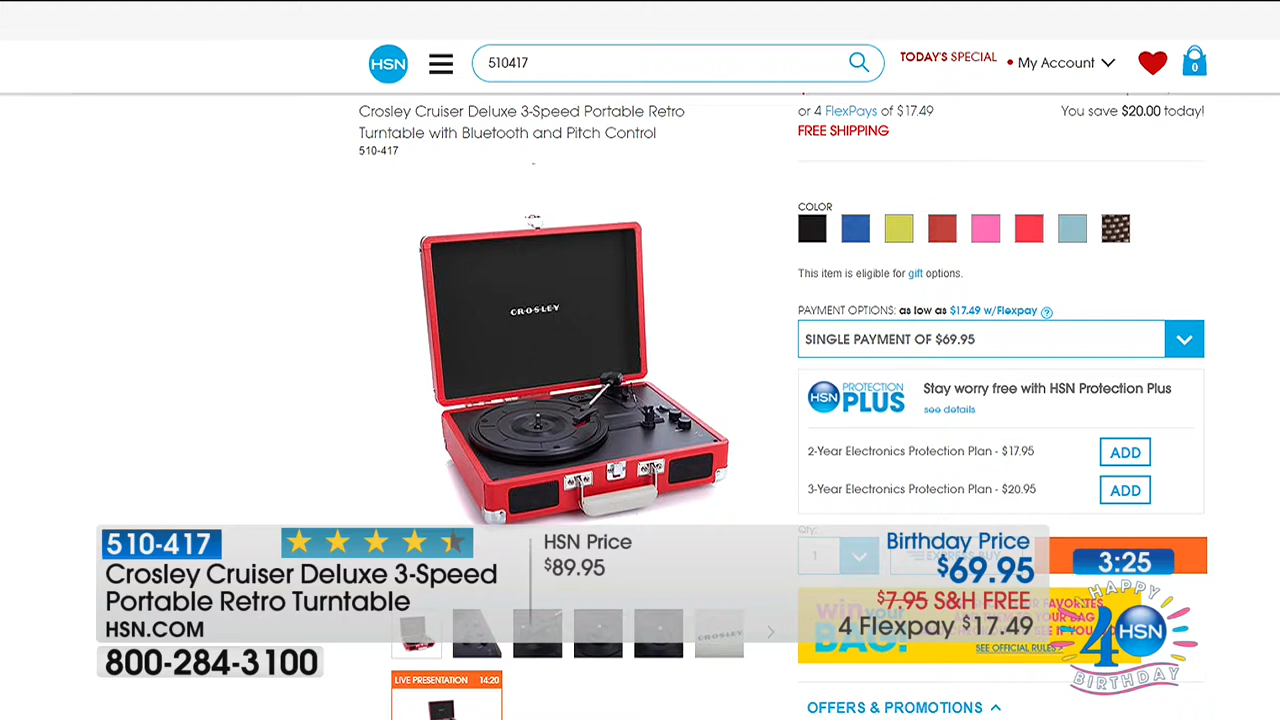 HSN
510417
TODAY'S SPECIAL
My Account
0
Crosley Cruiser Deluxe 3-Speed Portable Retro
Turntable with Bluetooth and Pitch Control
510-417
or 4 FlexPays of $17.49
You save $20.00 today!
FREE SHIPPING
COLOR
This item is eligible for gift options.
PAYMENT OPTIONS: as low as $17.49 w/Flexpay ?
SINGLE PAYMENT OF $69.95
HSN PROTECTION PLUS
Stay worry free with HSN Protection Plus
see details
2-Year Electronics Protection Plan - $17.95
ADD
3-Year Electronics Protection Plan - $20.95
ADD
CROSLEY
Qty:
1
EXPRESS BUY
510-417
Crosley Cruiser Deluxe 3-Speed
Portable Retro Turntable
HSN.COM
800-284-3100
HSN Price
$89.95
Birthday Price
$69.95
$7.95 S&H FREE
4 Flexpay $17.49
3:25
HAPPY
40 HSN
BIRTHDAY
win your
BAG!
SEE OFFICIAL RULES >
CROSLEY
LIVE PRESENTATION 14:20
OFFERS & PROMOTIONS